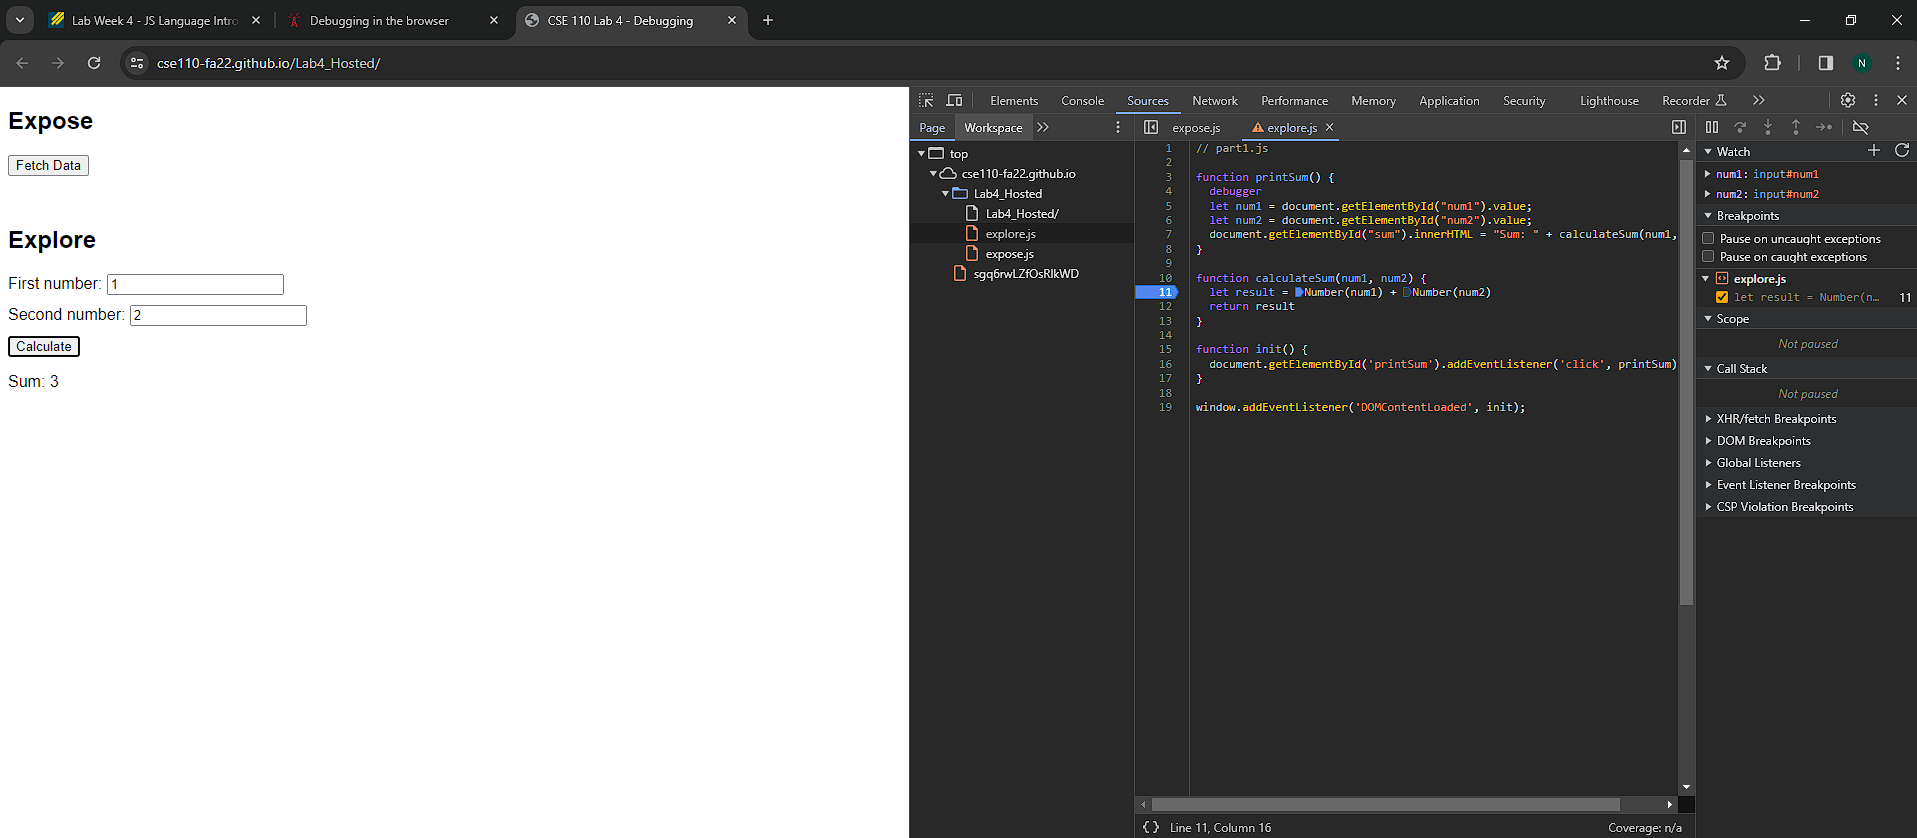 Lab Week 4 - JS Language Intro
Debugging in the browser
CSE 110 Lab 4 - Debugging
cse110-fa22.github.io/Lab4_Hosted/
N
Expose
Fetch Data
Explore
First number: 1
Second number: 2
Calculate
Sum: 3
Elements Console Sources Network Performance Memory Application Security Lighthouse Recorder
Page Workspace
top
cse110-fa22.github.io
Lab4_Hosted
Lab4_Hosted/
explore.js
expose.js
expose.js explore.js
1 // part1.js
2
3 function printSum() {
4 debugger
5 let num1 = document.getElementById("num1").value;
6 let num2 = document.getElementById("num2").value;
7 document.getElementById("sum").innerHTML = "Sum: " + calculateSum(num1,
8 }
9
10 function calculateSum(num1, num2) {
11 let result = Number(num1) + Number(num2)
12 return result
13 }
14
15 function init() {
16 document.getElementById('printSum').addEventListener('click', printSum)
17 }
18
19 window.addEventListener('DOMContentLoaded', init);
{ } Line 11, Column 16
Coverage: n/a
Watch
num1: input#num1
num2: input#num2
Breakpoints
Pause on uncaught exceptions
Pause on caught exceptions
explore.js
let result = Number(n… 11
Scope
Not paused
Call Stack
Not paused
XHR/fetch Breakpoints
DOM Breakpoints
Global Listeners
Event Listener Breakpoints
CSP Violation Breakpoints